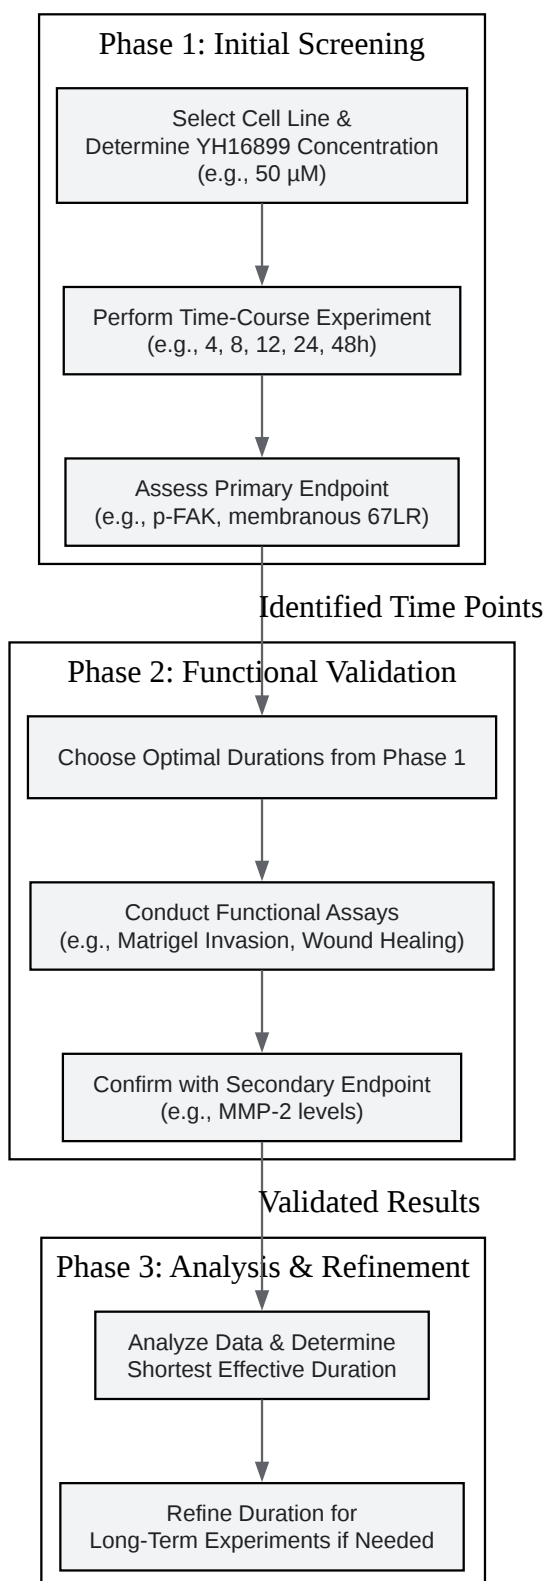 Phase 1: Initial Screening
Select Cell Line &
Determine YH16899 Concentration
(e.g., 50 µM)
Perform Time-Course Experiment
(e.g., 4, 8, 12, 24, 48h)
Assess Primary Endpoint
(e.g., p-FAK, membranous 67LR)
Identified Time Points
Phase 2: Functional Validation
Choose Optimal Durations from Phase 1
Conduct Functional Assays
(e.g., Matrigel Invasion, Wound Healing)
Confirm with Secondary Endpoint
(e.g., MMP-2 levels)
Validated Results
Phase 3: Analysis & Refinement
Analyze Data & Determine
Shortest Effective Duration
Refine Duration for
Long-Term Experiments if Needed